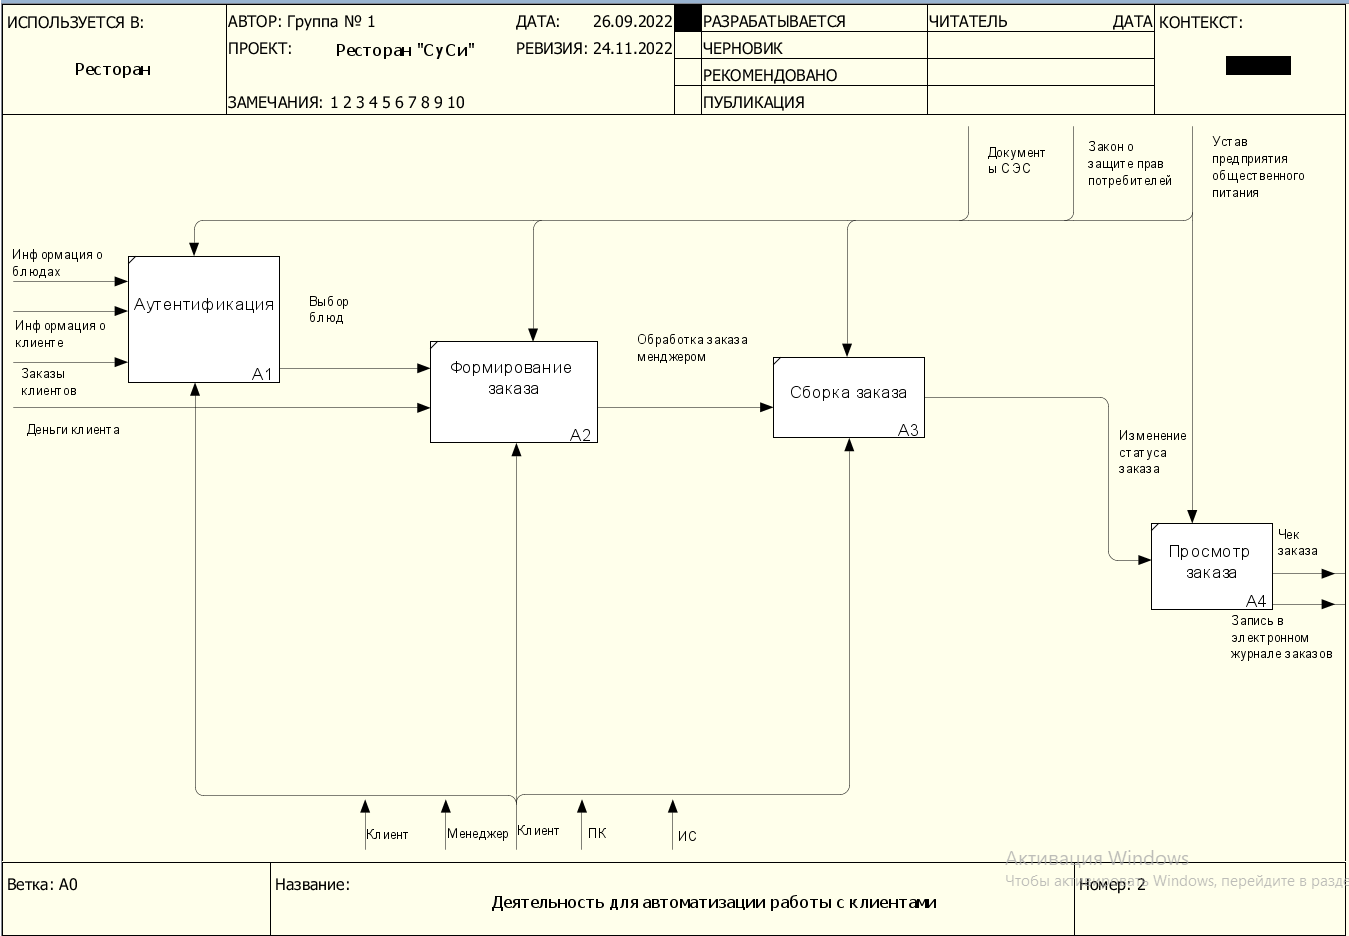 ИСПОЛЬЗУЕТСЯ В:
Ресторан
АВТОР: Группа № 1
ДАТА: 26.09.2022
ПРОЕКТ: Ресторан "СуСи"
РЕВИЗИЯ: 24.11.2022
ЗАМЕЧАНИЯ: 1 2 3 4 5 6 7 8 9 10
РАЗРАБАТЫВАЕТСЯ
ЧЕРНОВИК
РЕКОМЕНДОВАНО
ПУБЛИКАЦИЯ
ЧИТАТЕЛЬ ДАТА
КОНТЕКСТ:
Документ
ы СЭС
Закон о
защите прав
потребителей
Устав
предприятия
общественного
питания
Информация о
блюдах
Информация о
клиенте
Заказы
клиентов
Деньги клиента
Аутентификация
A1
Выбор
блюд
Формирование
заказа
A2
Обработка заказа
менджером
Сборка заказа
A3
Изменение
статуса
заказа
Просмотр
заказа
A4
Чек
заказа
Запись в
электронном
журнале заказов
Клиент
Менеджер
Клиент
ПК
ИС
Активация Windows
Чтобы активировать Windows, перейдите в разде
Ветка: A0
Название:
Деятельность для автоматизации работы с клиентами
Номер: 2